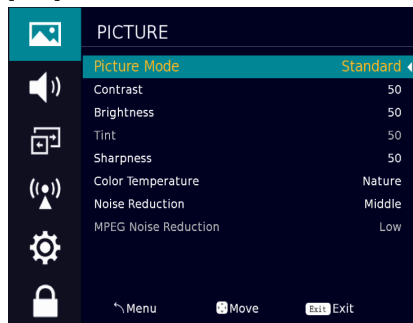 PICTURE
Picture Mode Standard
Contrast 50
Brightness 50
Tint 50
Sharpness 50
Color Temperature Nature
Noise Reduction Middle
MPEG Noise Reduction Low
Menu Move Exit Exit